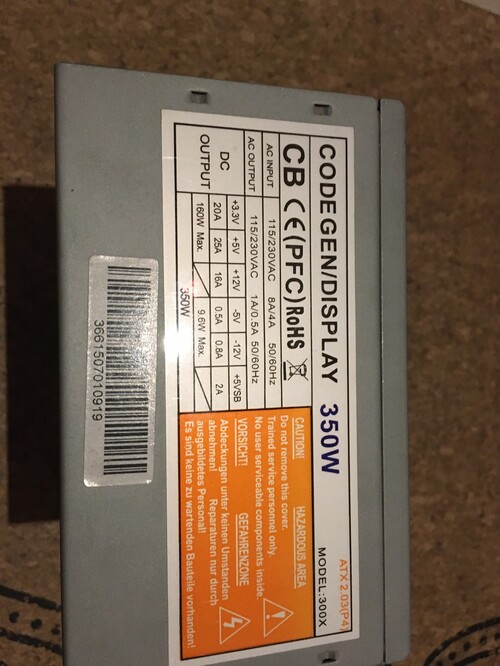 CODEGEN/DISPLAY 350W
ATX 2.03(P4)
MODEL:300X
CB CE(PFC)RoHS
AC INPUT 115/230VAC 8A/4A 50/60Hz
AC OUTPUT 115/230VAC 1A/0.5A 50/60Hz
DC OUTPUT
+3.3V +5V +12V -5V -12V +5VSB
20A 25A 16A 0.5A 0.8A 2A
160W Max. 9.6W Max.
350W
CAUTION! HAZARDOUS AREA
Do not remove this cover.
Trained service personnel only.
No user serviceable components inside.
VORSICHT! GEFAHRENZONE
Abdeckungen unter keinen Umstanden
abnehmen! Reparaturen nur durch
ausgebildetes Personal!
Es sind keine zu wartenden Bauteile vorhanden!
3661507010919